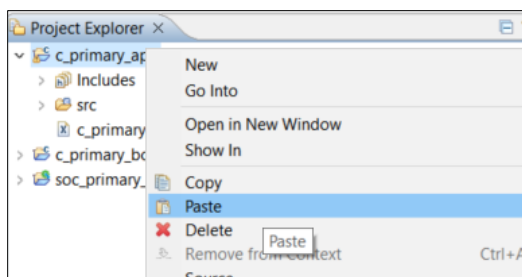 Project Explorer
c_primary_ap
Includes
src
c_primary
c_primary_bo
soc_primary_
New
Go Into
Open in New Window
Show In
Copy
Paste
Delete
Paste
Remove from Context
Ctrl+A
Source